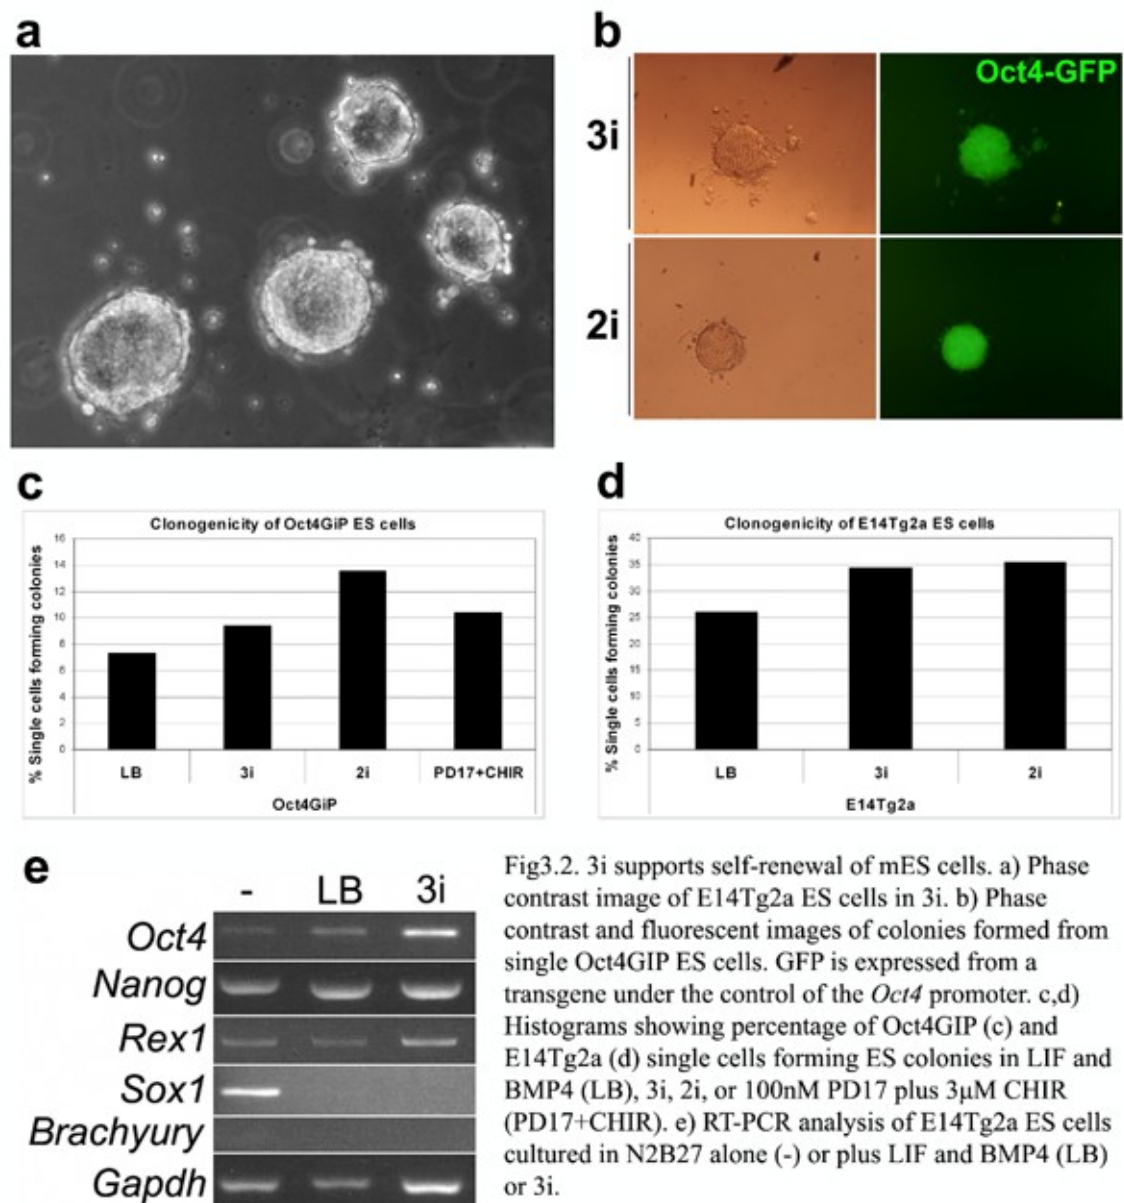 a
b
Oct4-GFP
3i
2i
c
Clonogenicity of Oct4GiP ES cells
% Single cells forming colonies
16
14
12
10
8
6
4
2
0
LB 3i 2i PD17+CHIR
Oct4GiP
d
Clonogenicity of E14Tg2a ES cells
% Single cells forming colonies
40
35
30
25
20
15
10
5
0
LB 3i 2i
E14Tg2a
e
- LB 3i
Oct4
Nanog
Rex1
Sox1
Brachyury
Gapdh
Fig3.2. 3i supports self-renewal of mES cells. a) Phase
contrast image of E14Tg2a ES cells in 3i. b) Phase
contrast and fluorescent images of colonies formed from
single Oct4GIP ES cells. GFP is expressed from a
transgene under the control of the Oct4 promoter. c,d)
Histograms showing percentage of Oct4GIP (c) and
E14Tg2a (d) single cells forming ES colonies in LIF and
BMP4 (LB), 3i, 2i, or 100nM PD17 plus 3µM CHIR
(PD17+CHIR). e) RT-PCR analysis of E14Tg2a ES cells
cultured in N2B27 alone (-) or plus LIF and BMP4 (LB)
or 3i.